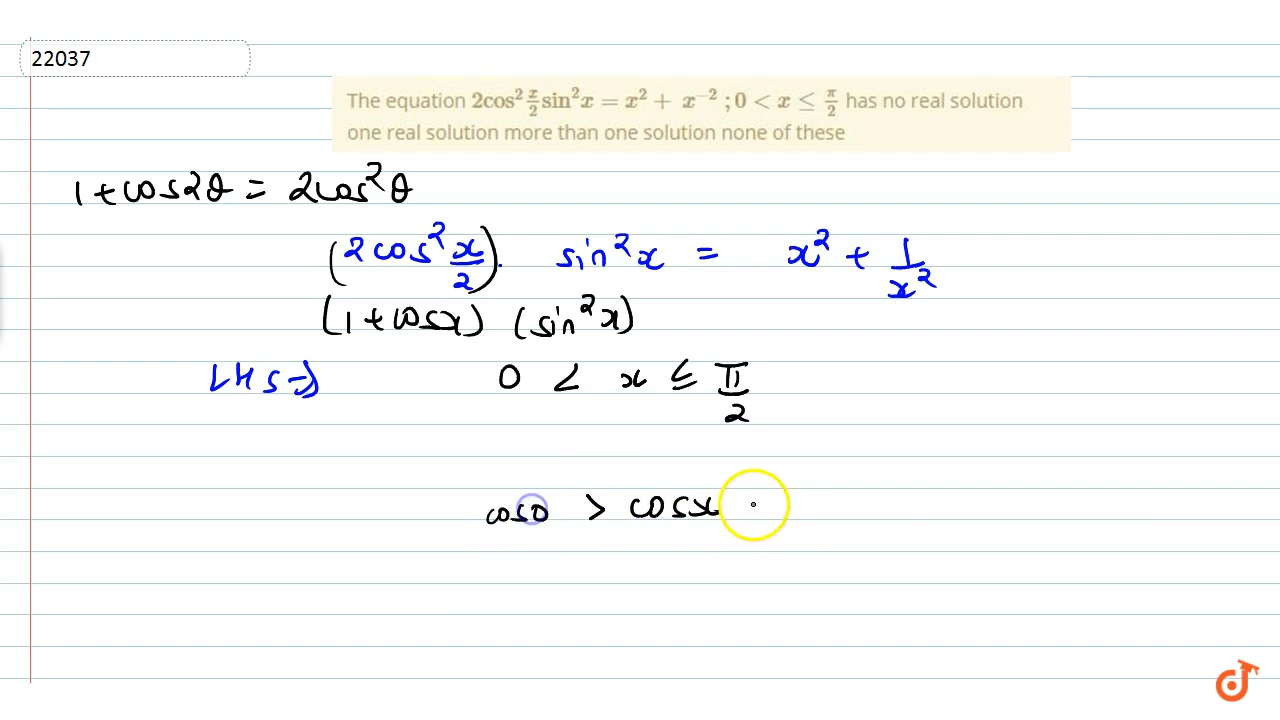 22037
The equation 2cos² x/2 sin²x = x² + x⁻² ; 0 < x ≤ π/2 has no real solution
one real solution more than one solution none of these
1 + cos2θ = 2cos²θ
(2cos² x/2). sin²x = x² + 1/x²
(1 + cosx) (sin²x)
LHS ⇒ 0 < x ≤ π/2
cos0 > cosx